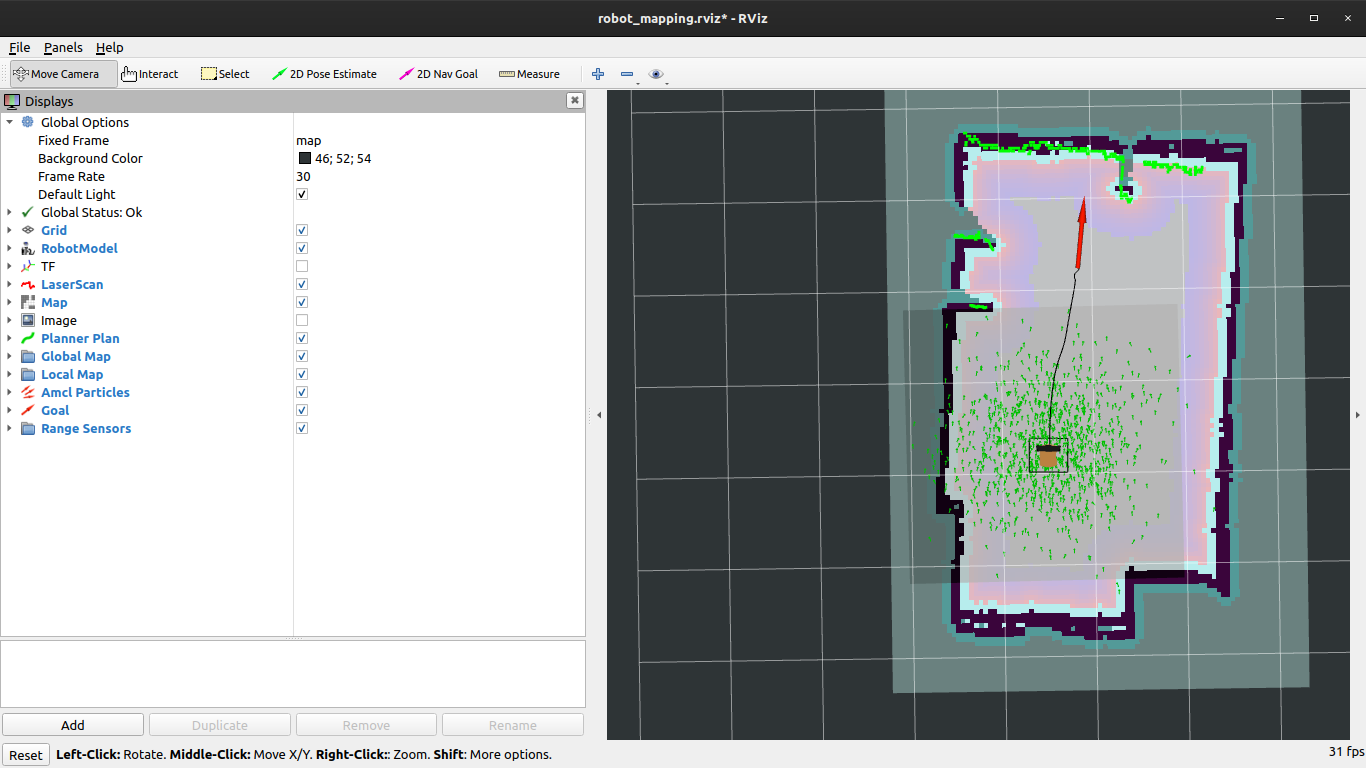 robot_mapping.rviz* - RViz
File Panels Help
Move Camera Interact Select 2D Pose Estimate 2D Nav Goal Measure
Displays
Global Options
Fixed Frame map
Background Color 46; 52; 54
Frame Rate 30
Default Light
Global Status: Ok
Grid
RobotModel
TF
LaserScan
Map
Image
Planner Plan
Global Map
Local Map
Amcl Particles
Goal
Range Sensors
Add Duplicate Remove Rename
Reset Left-Click: Rotate. Middle-Click: Move X/Y. Right-Click:: Zoom. Shift: More options. 31 fps